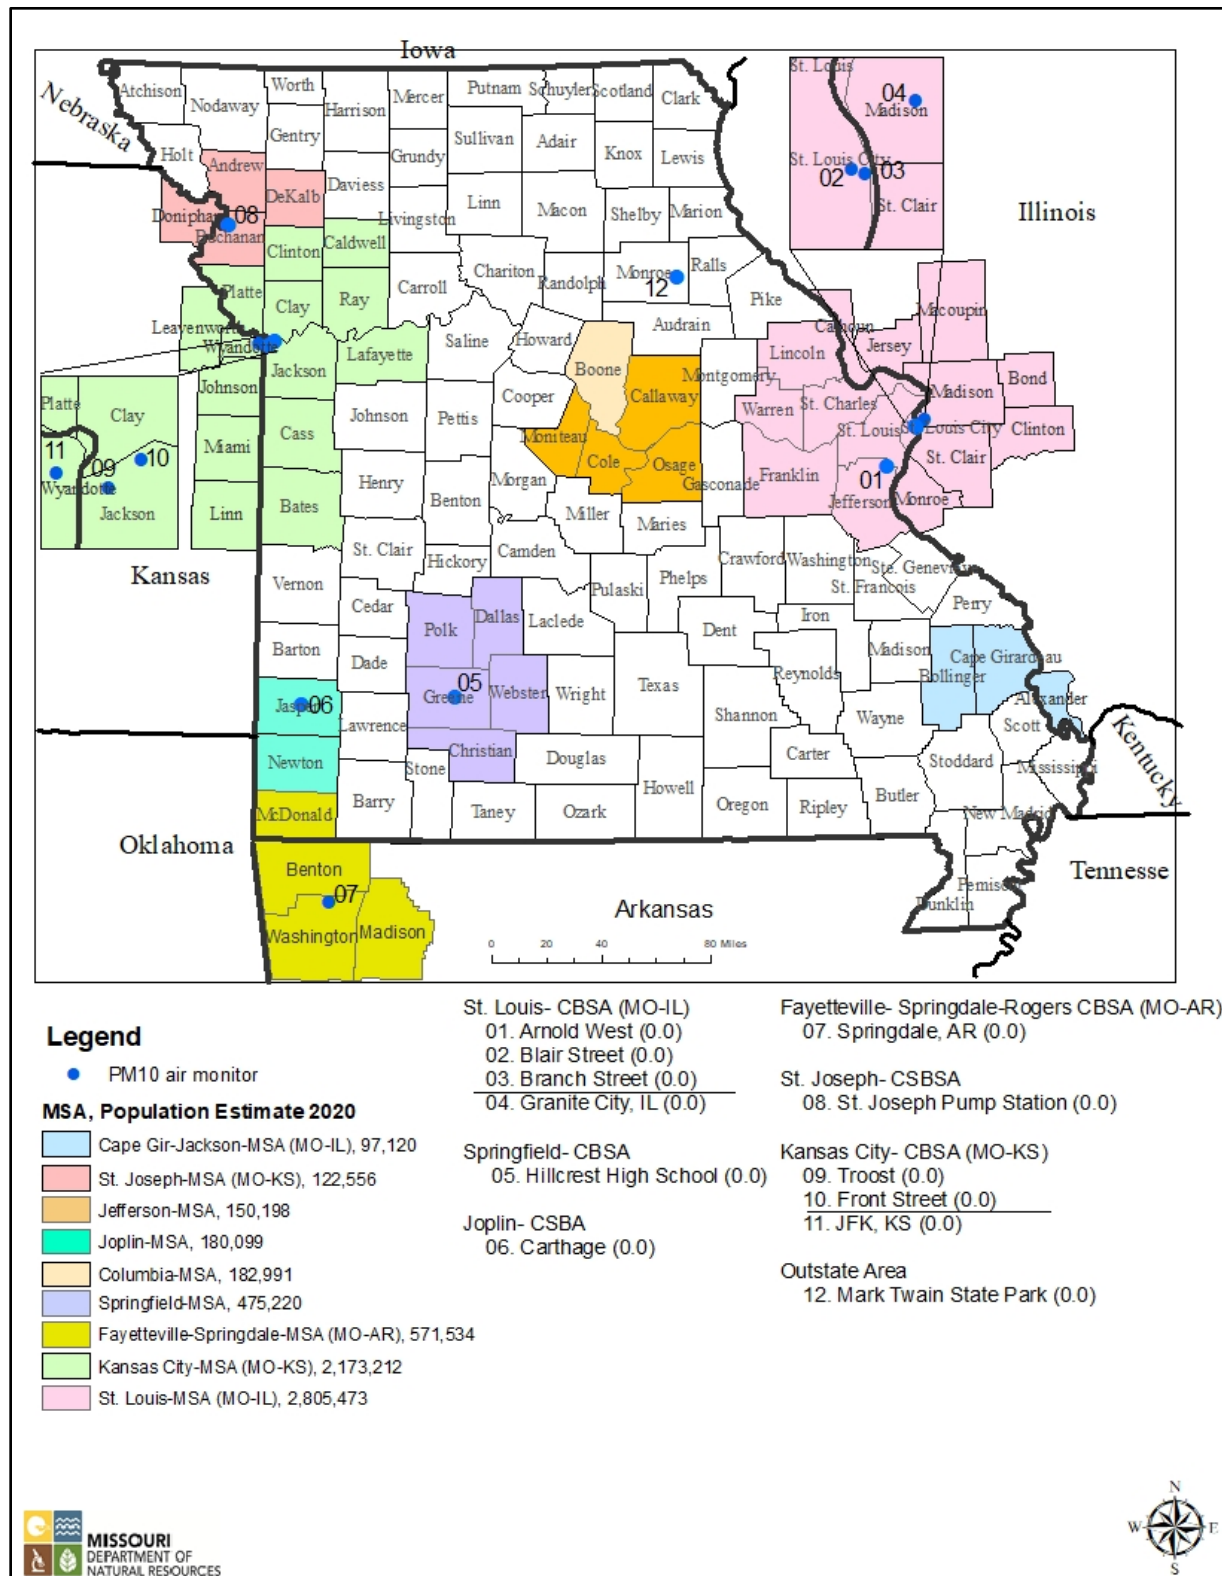 Iowa
Nebraska
Illinois
Kansas
Oklahoma
Arkansas
Kentucky
Tennesse
Atchison
Nodaway
Worth
Gentry
Harrison
Mercer
Putnam
Schuyler
Scotland
Clark
Holt
Andrew
DeKalb
Daviess
Grundy
Sullivan
Adair
Knox
Lewis
Doniphan
08
Buchanan
Clinton
Caldwell
Livingston
Linn
Macon
Shelby
Marion
Platte
Clay
Ray
Carroll
Chariton
Randolph
Monroe
12
Ralls
Pike
Audrain
Leavenworth
Wyandotte
Jackson
Lafayette
Saline
Howard
Boone
Callaway
Montgomery
Lincoln
Calhoun
Jersey
Macoupin
Madison
Bond
Clinton
Johnson
Miami
Linn
Cass
Bates
Johnson
Pettis
Cooper
Moniteau
Cole
Osage
Gasconade
Warren
St. Charles
St. Louis
St. Louis City
St. Clair
Franklin
01
Jefferson
Monroe
Henry
Benton
Morgan
Miller
Maries
St. Clair
Hickory
Camden
Pulaski
Phelps
Crawford
Washington
Ste. Genevieve
St. Francois
Perry
Vernon
Cedar
Polk
Dallas
Laclede
Dent
Iron
Madison
Bollinger
Cape Girardeau
Alexander
Barton
Dade
Greene
05
Webster
Wright
Texas
Reynolds
Shannon
Wayne
Scott
Jasper
06
Lawrence
Christian
Stone
Douglas
Howell
Carter
Stoddard
Mississippi
Newton
McDonald
Barry
Taney
Ozark
Oregon
Ripley
Butler
New Madrid
Pemiscot
Dunklin
Benton
07
Washington
Madison
St. Louis
04
Madison
St. Louis City
02
03
St. Clair
Platte
Clay
11
09
10
Wyandotte
Jackson
0 20 40 80 Miles
Legend
PM10 air monitor
MSA, Population Estimate 2020
Cape Gir-Jackson-MSA (MO-IL), 97,120
St. Joseph-MSA (MO-KS), 122,556
Jefferson-MSA, 150,198
Joplin-MSA, 180,099
Columbia-MSA, 182,991
Springfield-MSA, 475,220
Fayetteville-Springdale-MSA (MO-AR), 571,534
Kansas City-MSA (MO-KS), 2,173,212
St. Louis-MSA (MO-IL), 2,805,473
St. Louis- CBSA (MO-IL)
01. Arnold West (0.0)
02. Blair Street (0.0)
03. Branch Street (0.0)
04. Granite City, IL (0.0)
Springfield- CBSA
05. Hillcrest High School (0.0)
Joplin- CSBA
06. Carthage (0.0)
Fayetteville- Springdale-Rogers CBSA (MO-AR)
07. Springdale, AR (0.0)
St. Joseph- CSBSA
08. St. Joseph Pump Station (0.0)
Kansas City- CBSA (MO-KS)
09. Troost (0.0)
10. Front Street (0.0)
11. JFK, KS (0.0)
Outstate Area
12. Mark Twain State Park (0.0)
MISSOURI
DEPARTMENT OF
NATURAL RESOURCES
N
W
E
S